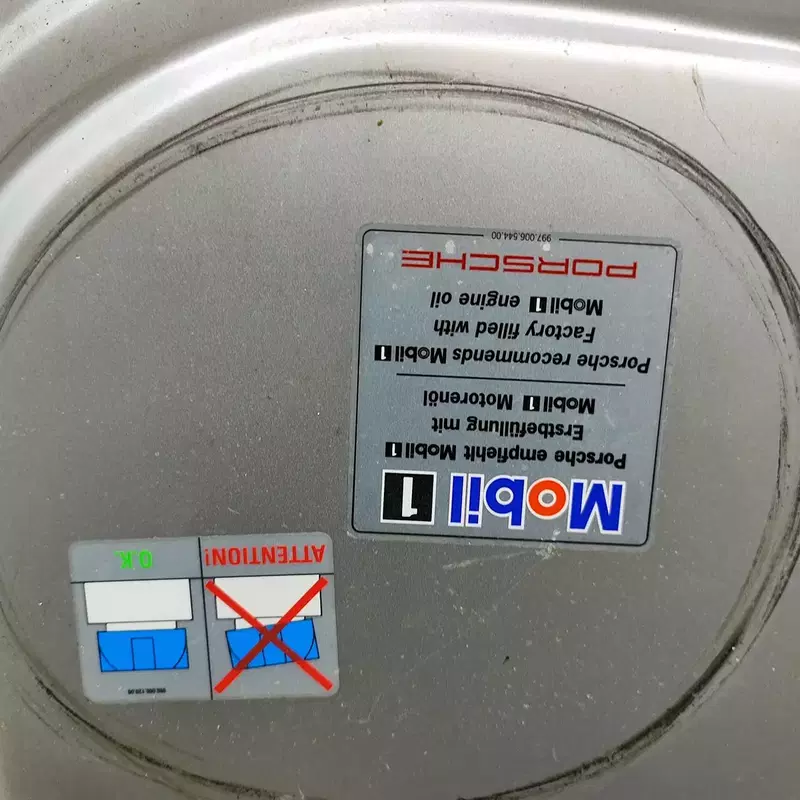 Mobil 1
Porsche empfiehlt Mobil 1
Erstbefüllung mit
Mobil 1 Motorenöl
Porsche recommends Mobil 1
Factory filled with
Mobil 1 engine oil
PORSCHE
997.006.544.00
ATTENTION!
O.K.